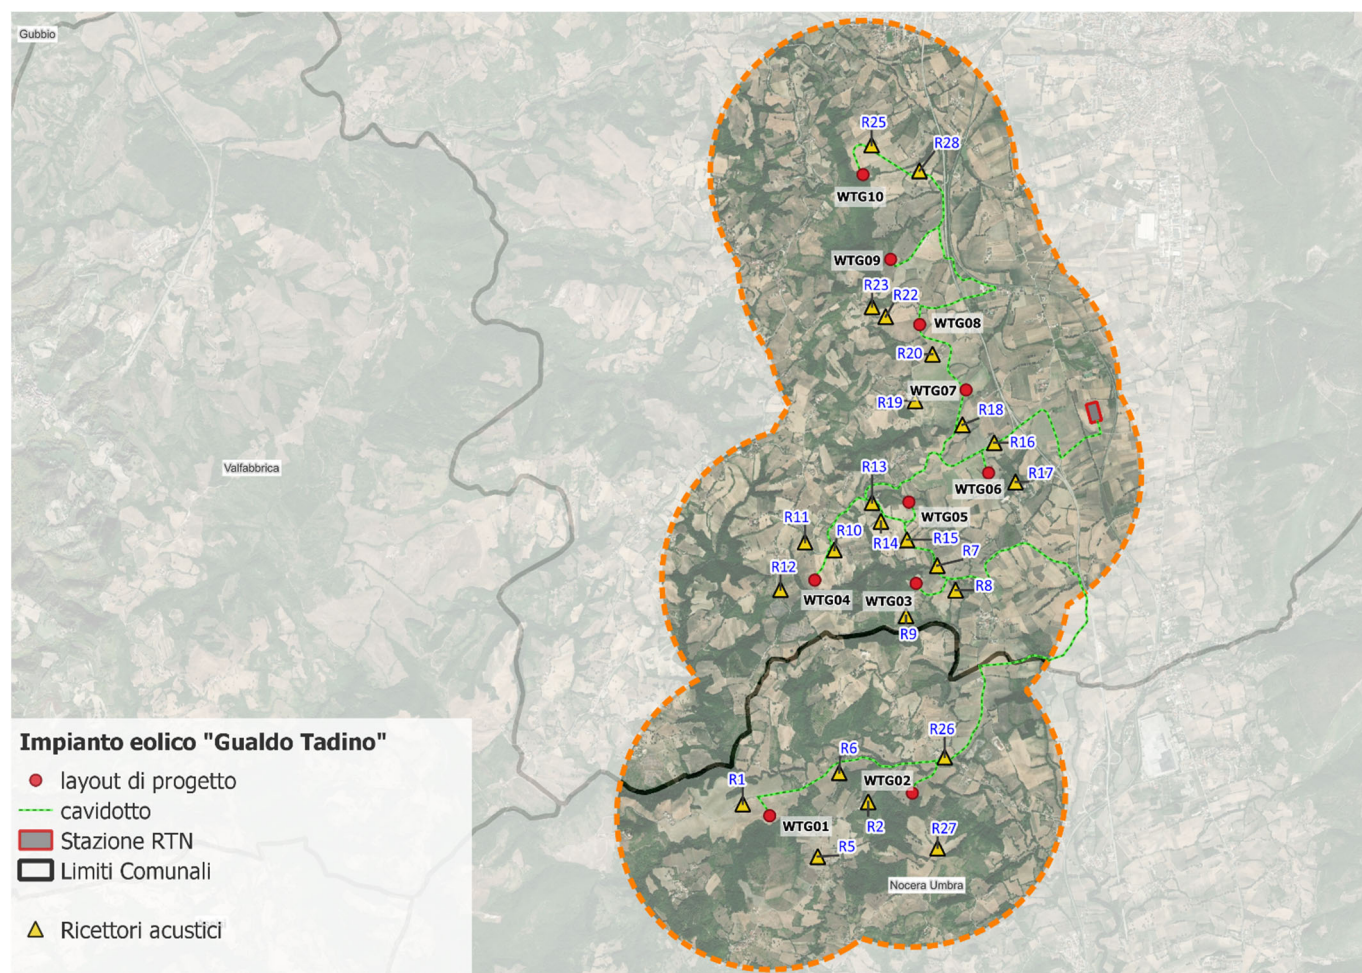 Gubbio
R25
R28
WTG10
WTG09
R23
R22
WTG08
R20
WTG07
R19
R18
R16
R13
Valfabbrica
R17
WTG06
WTG05
R11
R10
R14
R15
R7
R12
R8
WTG04
WTG03
R9
R26
R6
R1
WTG02
WTG01
R2
R27
R5
Nocera Umbra
Impianto eolico "Gualdo Tadino"
layout di progetto
cavidotto
Stazione RTN
Limiti Comunali
Ricettori acustici